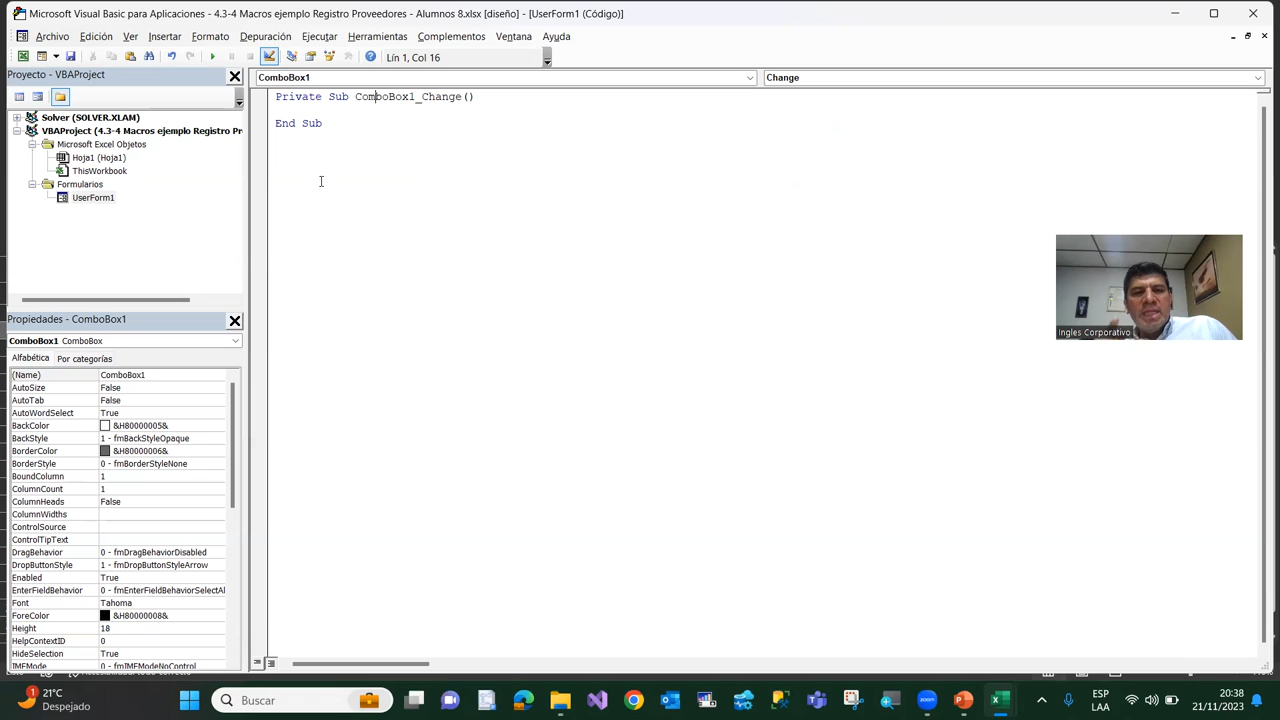 Microsoft Visual Basic para Aplicaciones - 4.3-4 Macros ejemplo Registro Proveedores - Alumnos 8.xlsx [diseño] - [UserForm1 (Código)]
Archivo Edición Ver Insertar Formato Depuración Ejecutar Herramientas Complementos Ventana Ayuda
Lín 1, Col 16
Proyecto - VBAProject
Solver (SOLVER.XLAM)
VBAProject (4.3-4 Macros ejemplo Registro Pr
Microsoft Excel Objetos
Hoja1 (Hoja1)
ThisWorkbook
Formularios
UserForm1
Propiedades - ComboBox1
ComboBox1 ComboBox
Alfabética Por categorías
(Name) ComboBox1
AutoSize False
AutoTab False
AutoWordSelect True
BackColor &H80000005&
BackStyle 1 - fmBackStyleOpaque
BorderColor &H80000006&
BorderStyle 0 - fmBorderStyleNone
BoundColumn 1
ColumnCount 1
ColumnHeads False
ColumnWidths
ControlSource
ControlTipText
DragBehavior 0 - fmDragBehaviorDisabled
DropButtonStyle 1 - fmDropButtonStyleArrow
Enabled True
EnterFieldBehavior 0 - fmEnterFieldBehaviorSelectAl
Font Tahoma
ForeColor &H80000008&
Height 18
HelpContextID 0
HideSelection True
IMEMode 0 - fmIMEModeNoControl
ComboBox1 Change
Private Sub ComboBox1_Change()
End Sub
Ingles Corporativo
21°C
Despejado
Buscar
ESP
LAA
20:38
21/11/2023